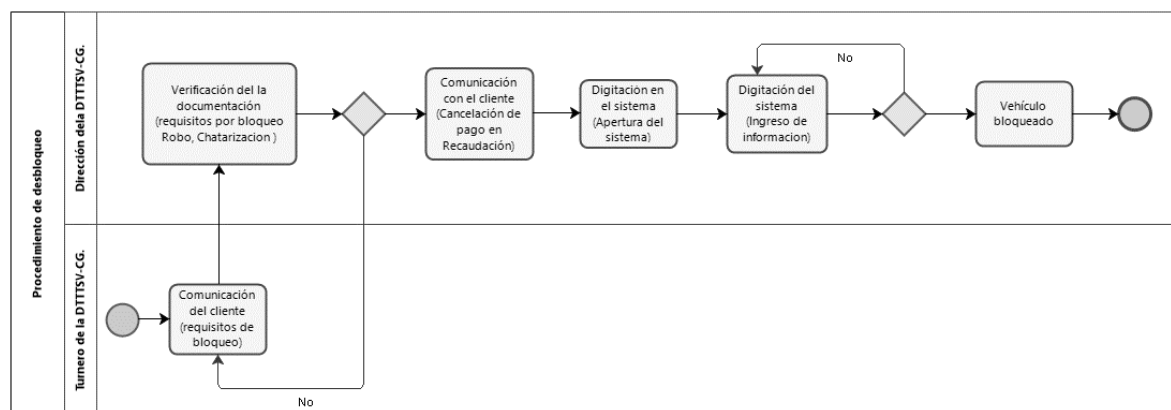 Procedimiento de desbloqueo
Dirección dela DTTTSV-CG.
Verificación del la
documentación
(requisitos por bloqueo
Robo, Chatarizacion )
Comunicación
con el cliente
(Cancelación de
pago en
Recaudación)
Digitación en
el sistema
(Apertura del
sistema)
No
Digitación del
sistema
(Ingreso de
informacion)
Vehículo
bloqueado
Turnero de la DTTTSV-CG.
Comunicación
del cliente
(requisitos de
bloqueo)
No